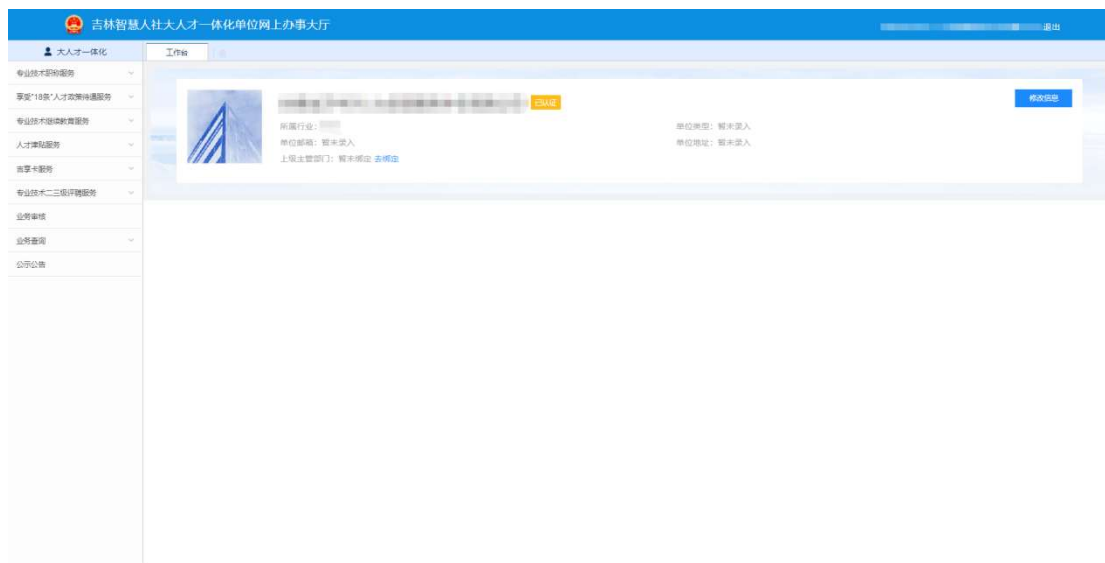 吉林智慧人社大人才一体化单位网上办事大厅
退出
大人才一体化
工作台
专业技术职称服务
享受"18条"人才政策待遇服务
专业技术继续教育服务
人才津贴服务
吉享卡服务
专业技术二三级评聘服务
业务审核
业务查询
公示公告
已认证
修改信息
所属行业：
单位类型：暂未录入
单位邮箱：暂未录入
单位地址：暂未录入
上级主管部门：暂未绑定 去绑定